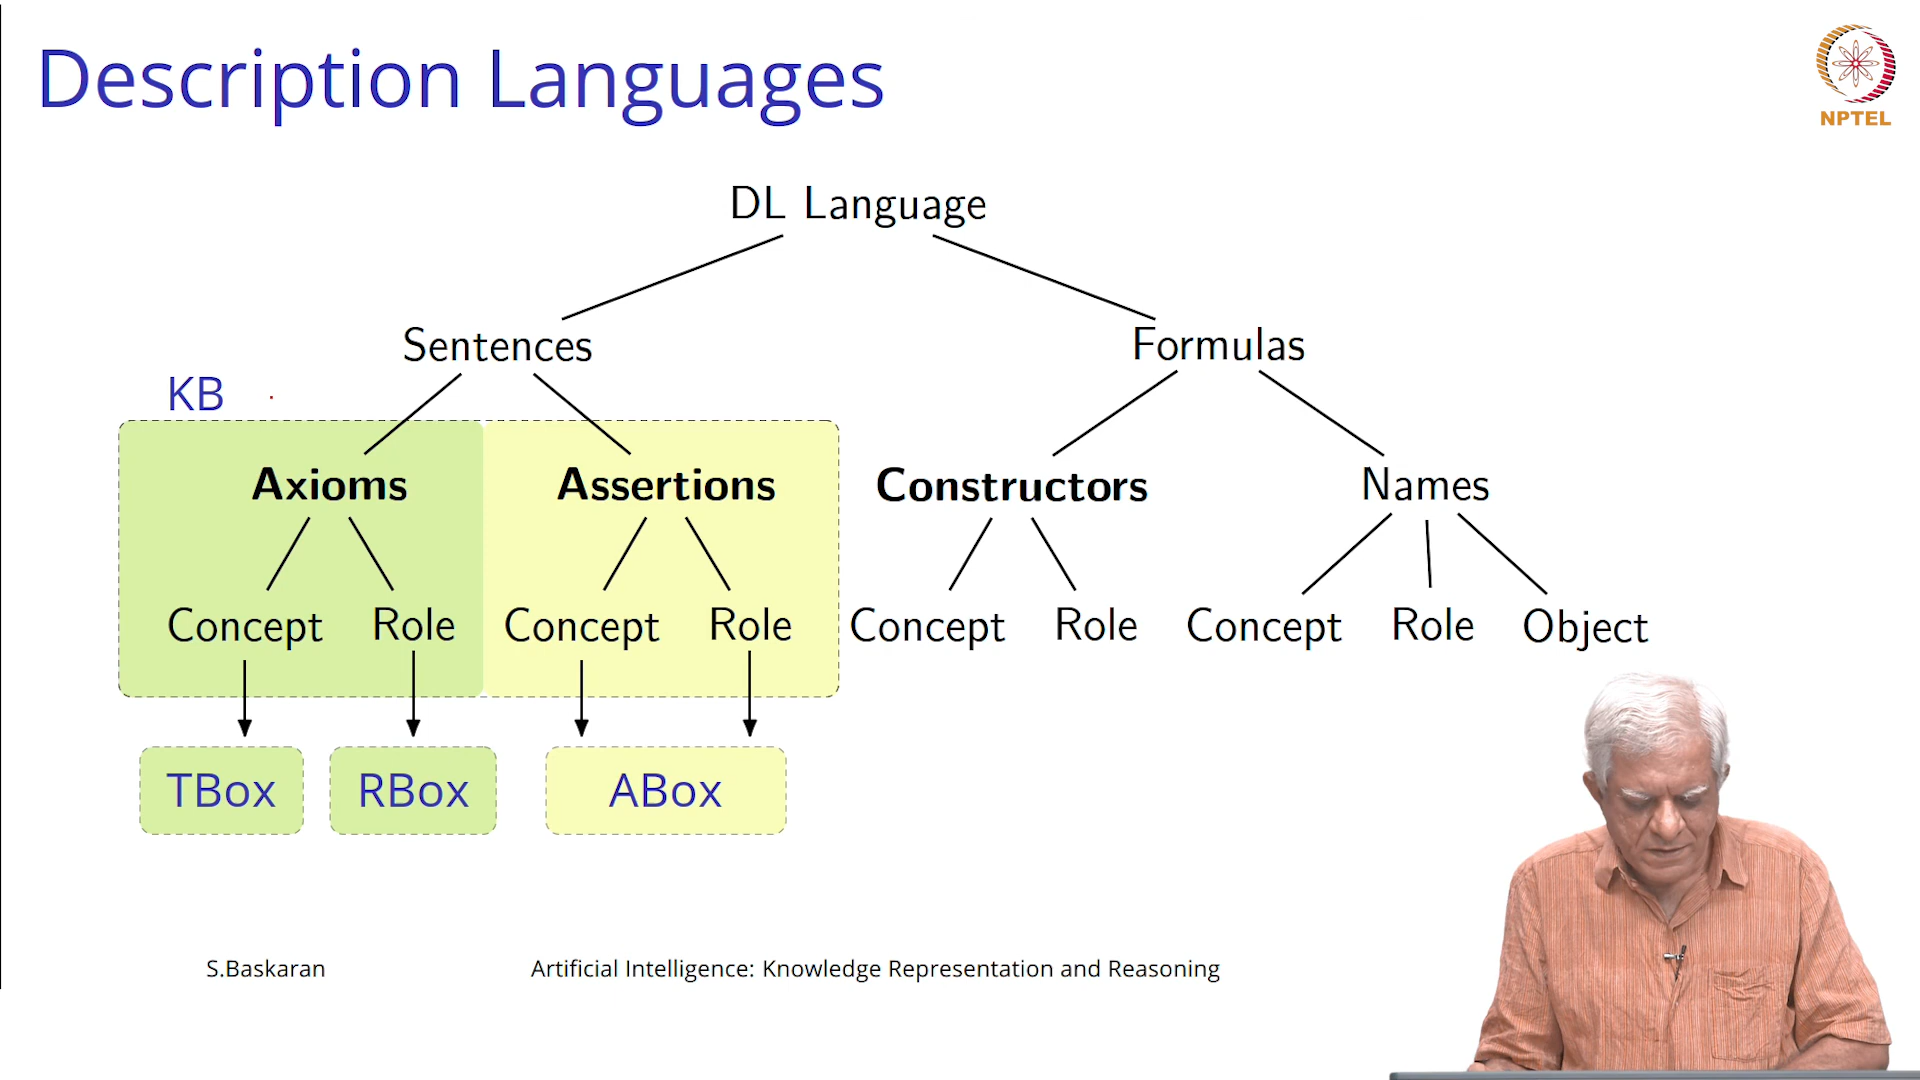 Description Languages
NPTEL
DL Language
Sentences Formulas
KB
Axioms Assertions Constructors Names
Concept Role Concept Role Concept Role Concept Role Object
TBox RBox ABox
S.Baskaran Artificial Intelligence: Knowledge Representation and Reasoning